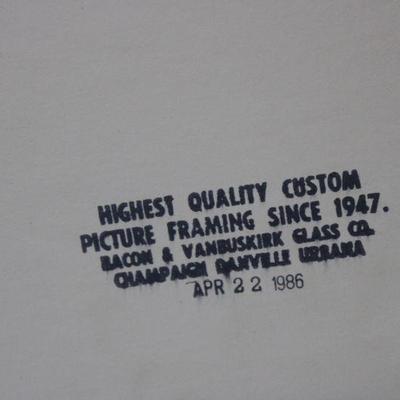 HIGHEST QUALITY CUSTOM
PICTURE FRAMING SINCE 1947.
BACON & VANBUSKIRK GLASS CO.
CHAMPAIGN DANVILLE URBANA
APR 22 1986